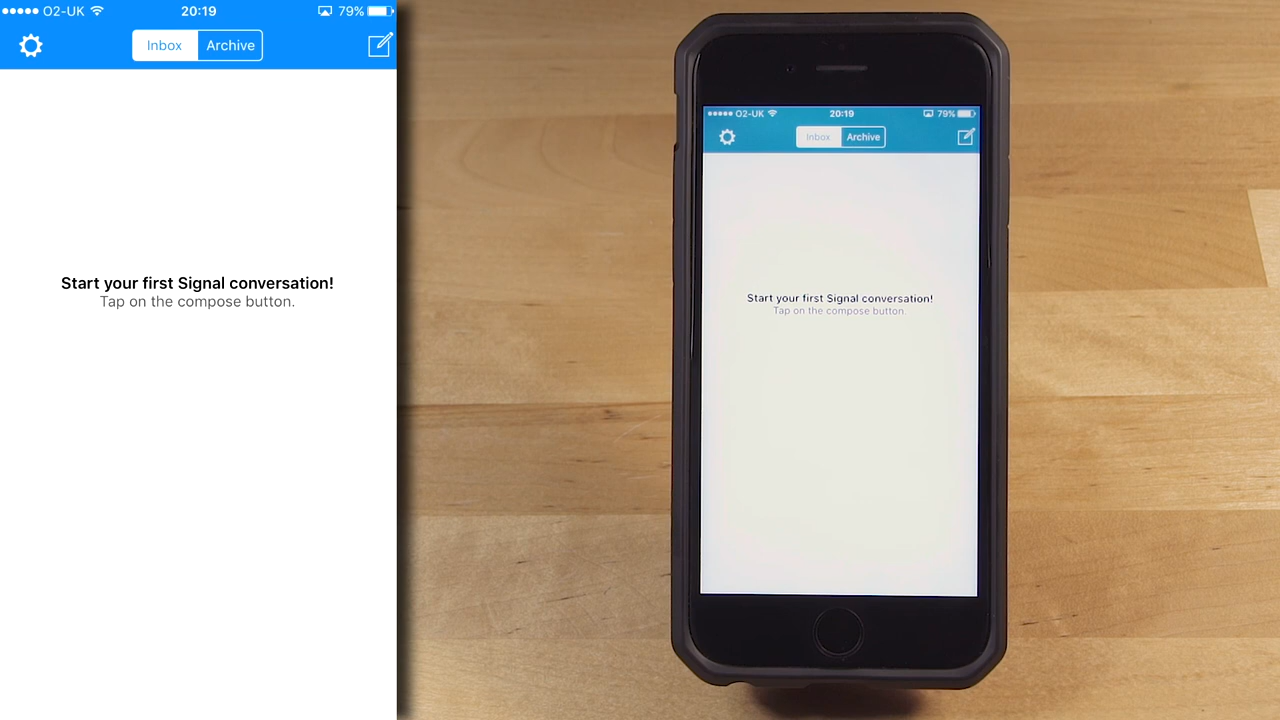 O2-UK 20:19 79%
Inbox Archive
Start your first Signal conversation!
Tap on the compose button.
O2-UK 20:19 79%
Inbox Archive
Start your first Signal conversation!
Tap on the compose button.